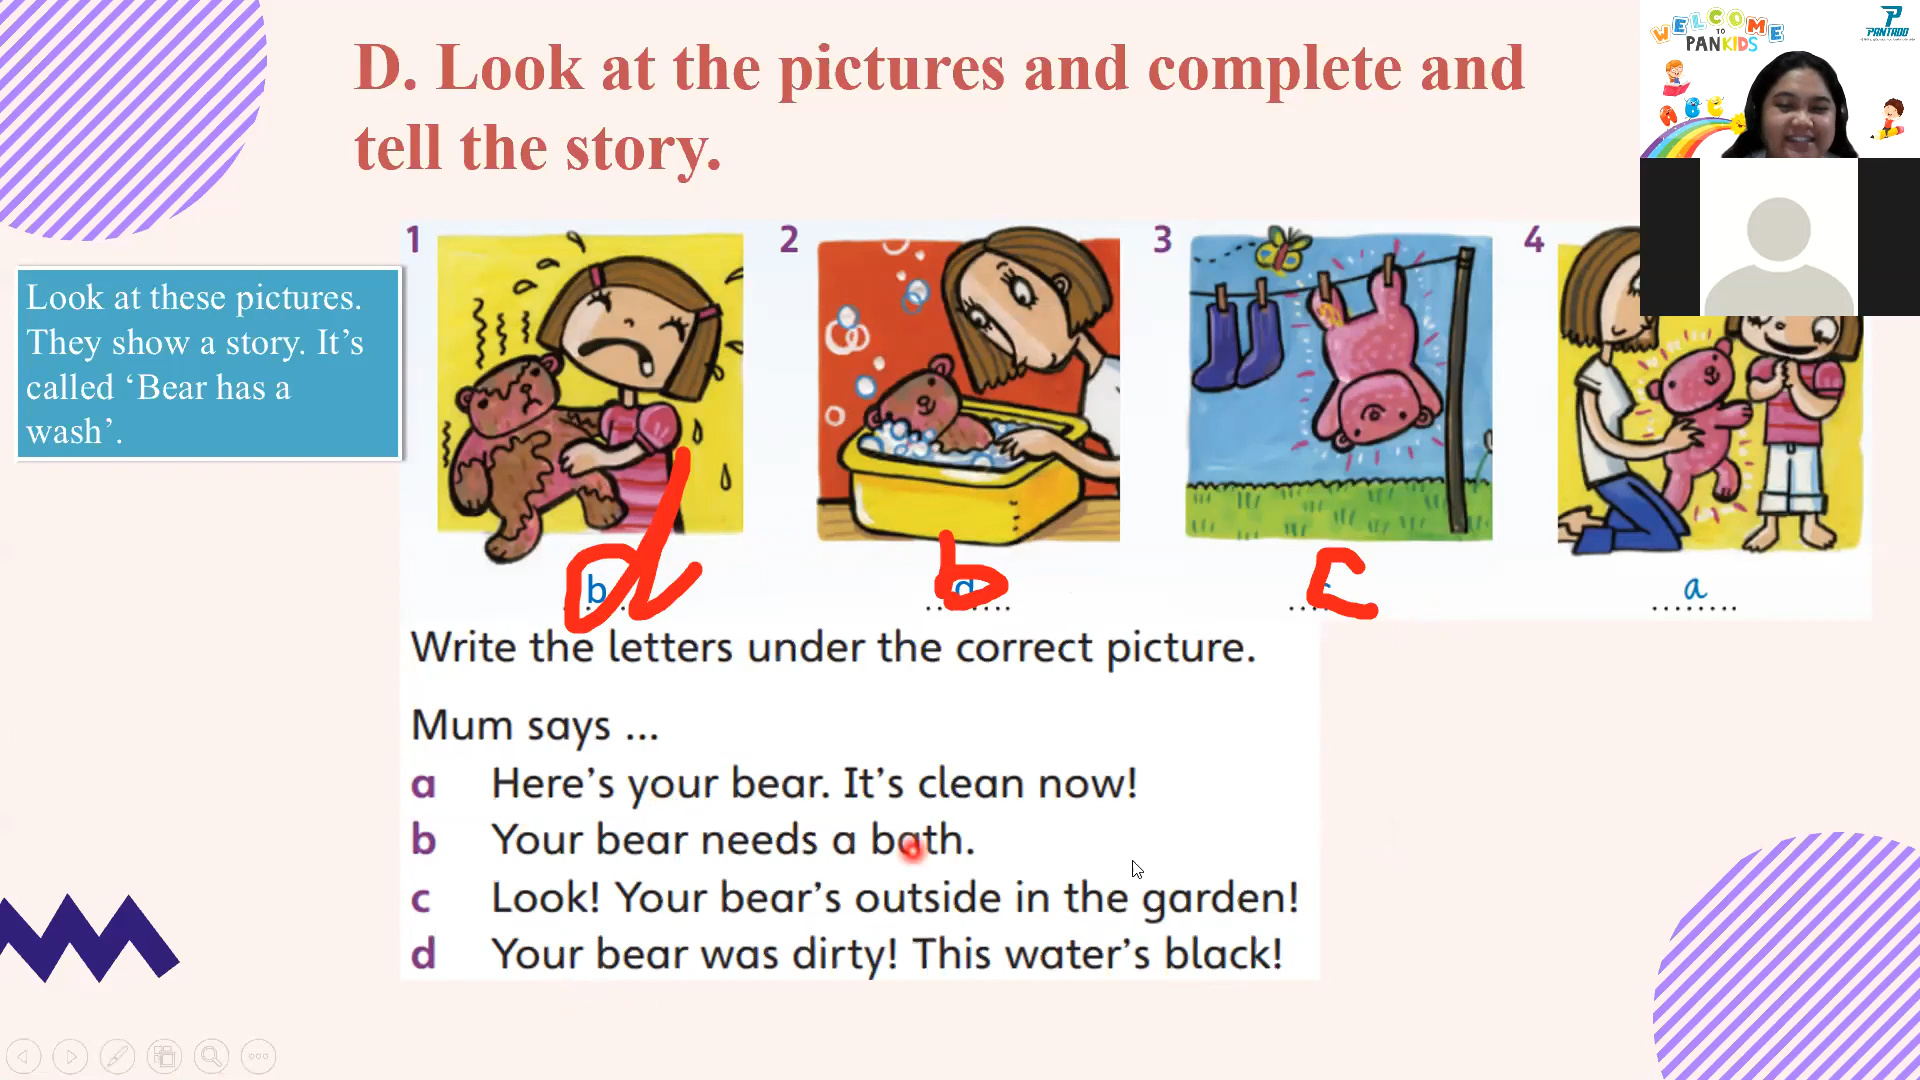 D. Look at the pictures and complete and
tell the story.
WELCOME
TO
PANKIDS
PANTADO
ABC
Look at these pictures.
They show a story. It's
called 'Bear has a
wash'.
1 2 3 4
b d b c a
Write the letters under the correct picture.
Mum says ...
a Here's your bear. It's clean now!
b Your bear needs a bath.
c Look! Your bear's outside in the garden!
d Your bear was dirty! This water's black!